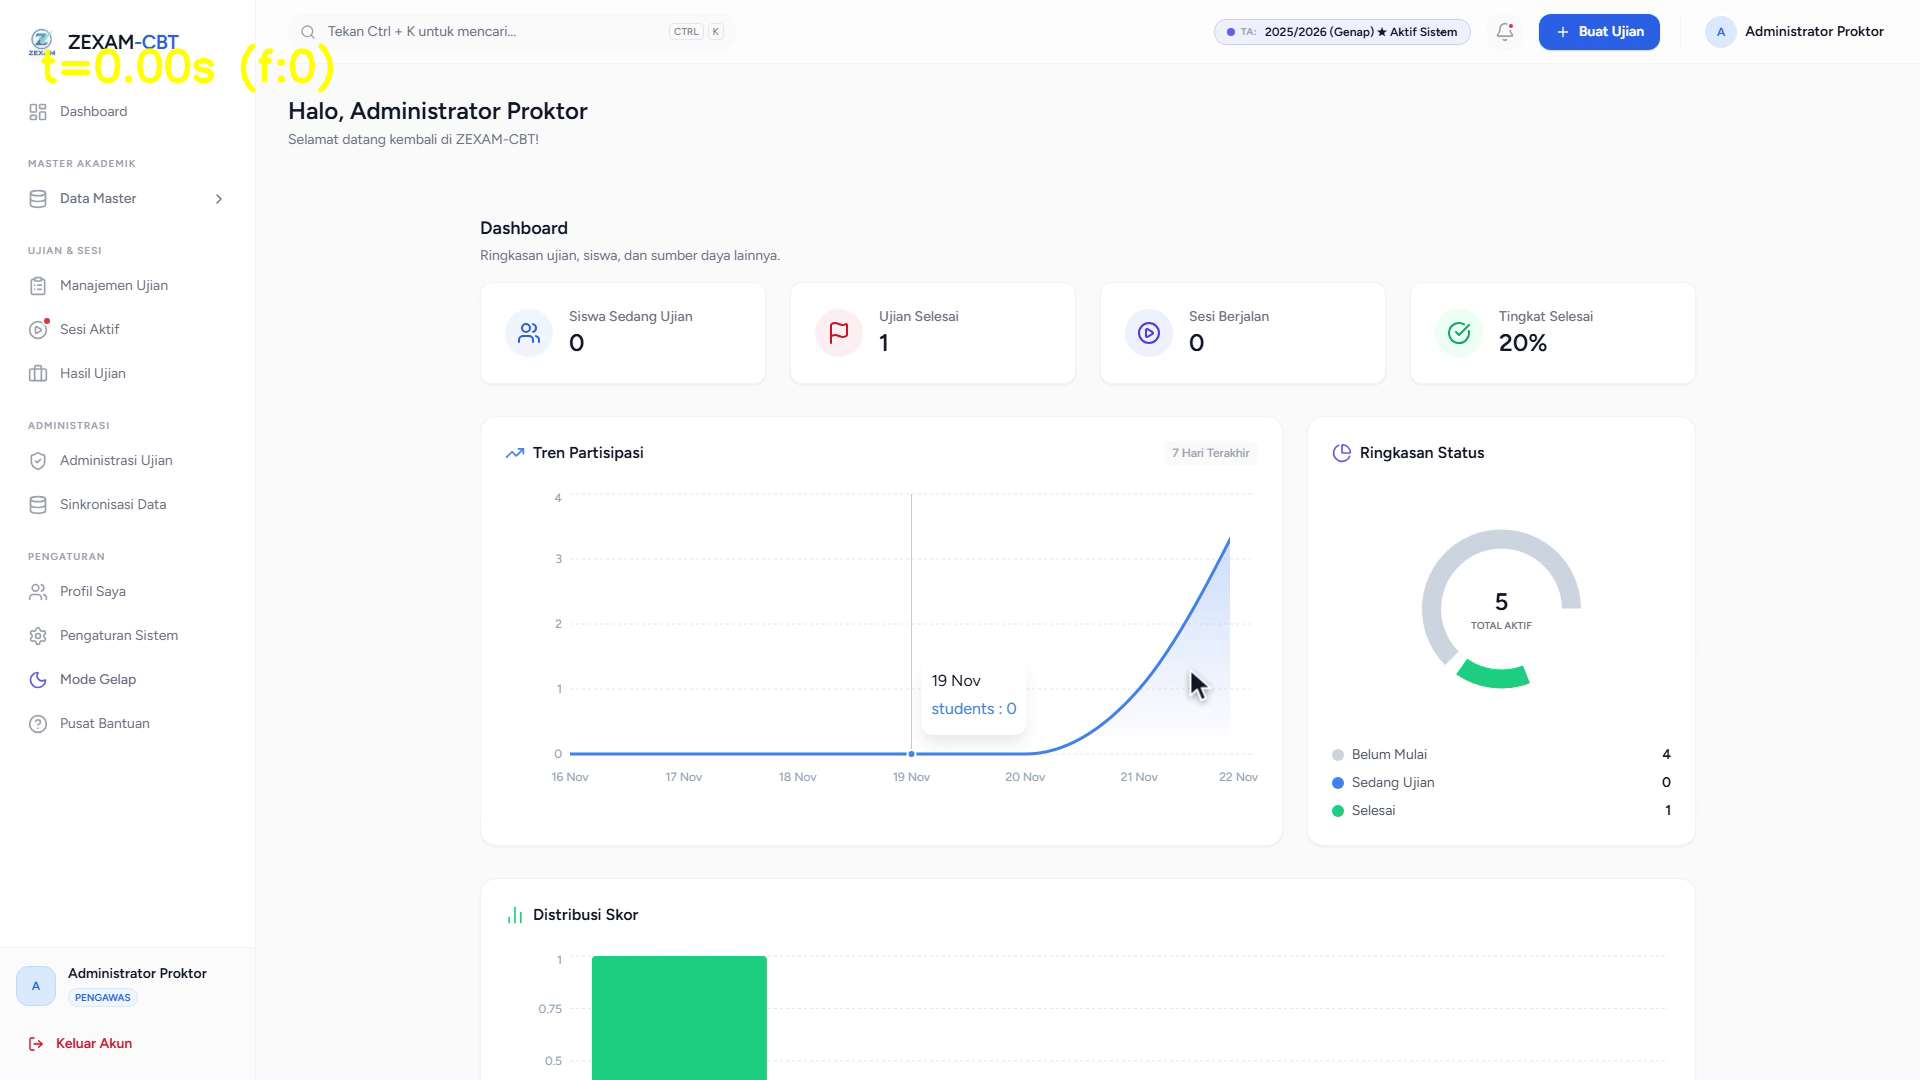 ZEXAM-CBT
ZEXAM
t=0.00s (f:0)
Tekan Ctrl + K untuk mencari...
CTRL K
TA: 2025/2026 (Genap) ★ Aktif Sistem
+ Buat Ujian
A
Administrator Proktor
Dashboard
MASTER AKADEMIK
Data Master
UJIAN & SESI
Manajemen Ujian
Sesi Aktif
Hasil Ujian
ADMINISTRASI
Administrasi Ujian
Sinkronisasi Data
PENGATURAN
Profil Saya
Pengaturan Sistem
Mode Gelap
Pusat Bantuan
A
Administrator Proktor
PENGAWAS
Keluar Akun
Halo, Administrator Proktor
Selamat datang kembali di ZEXAM-CBT!
Dashboard
Ringkasan ujian, siswa, dan sumber daya lainnya.
Siswa Sedang Ujian
0
Ujian Selesai
1
Sesi Berjalan
0
Tingkat Selesai
20%
Tren Partisipasi
7 Hari Terakhir
4
3
2
1
0
19 Nov
students : 0
16 Nov 17 Nov 18 Nov 19 Nov 20 Nov 21 Nov 22 Nov
Ringkasan Status
5
TOTAL AKTIF
Belum Mulai 4
Sedang Ujian 0
Selesai 1
Distribusi Skor
1
0.75
0.5